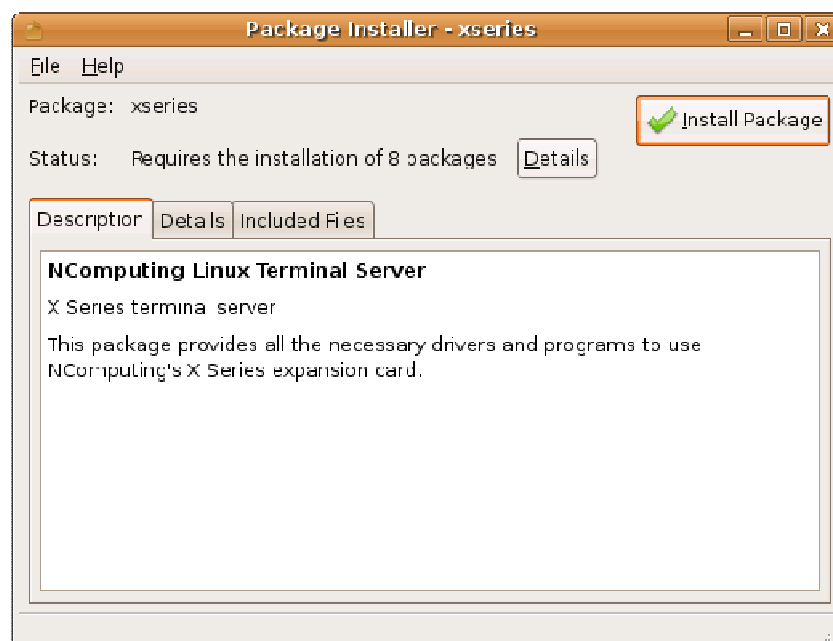 Package Installer - xseries
File Help
Package: xseries
Install Package
Status: Requires the installation of 8 packages Details
Description Details Included Files
NComputing Linux Terminal Server
X Series terminal server
This package provides all the necessary drivers and programs to use
NComputing's X Series expansion card.